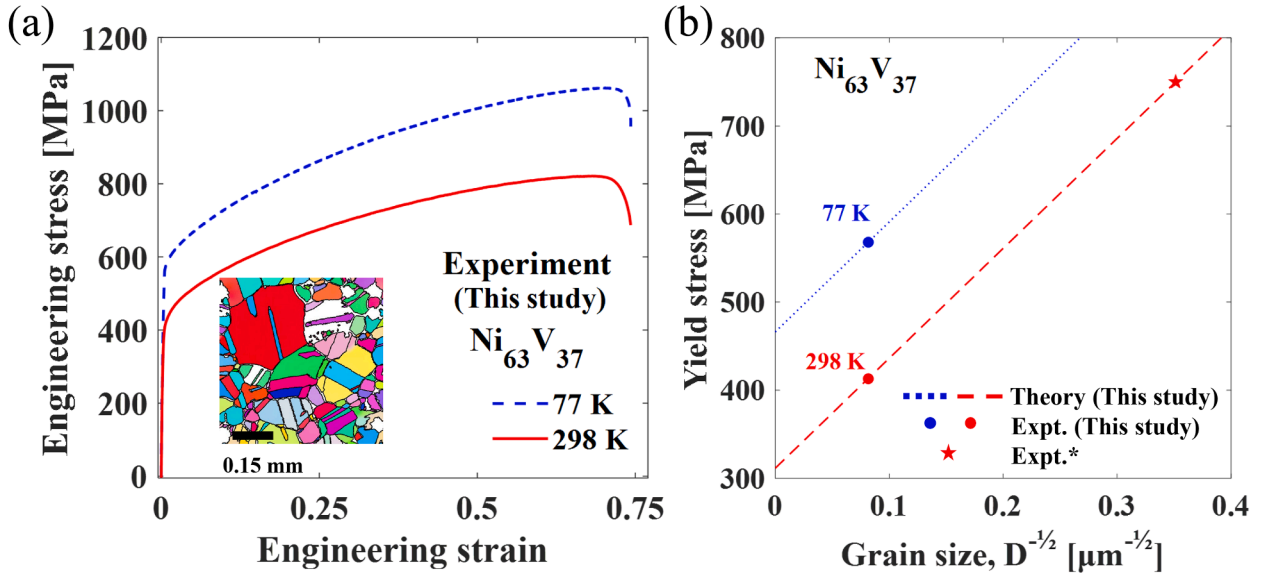 (a)
1200
1000
800
600
400
200
0
Engineering stress [MPa]
0.15 mm
Experiment
(This study)
Ni63V37
77 K
298 K
0
0.25
0.5
0.75
Engineering strain
(b)
800
700
600
500
400
300
Yield stress [MPa]
Ni63V37
77 K
298 K
Theory (This study)
Expt. (This study)
Expt.*
0
0.1
0.2
0.3
0.4
Grain size, D^-½ [µm^-½]